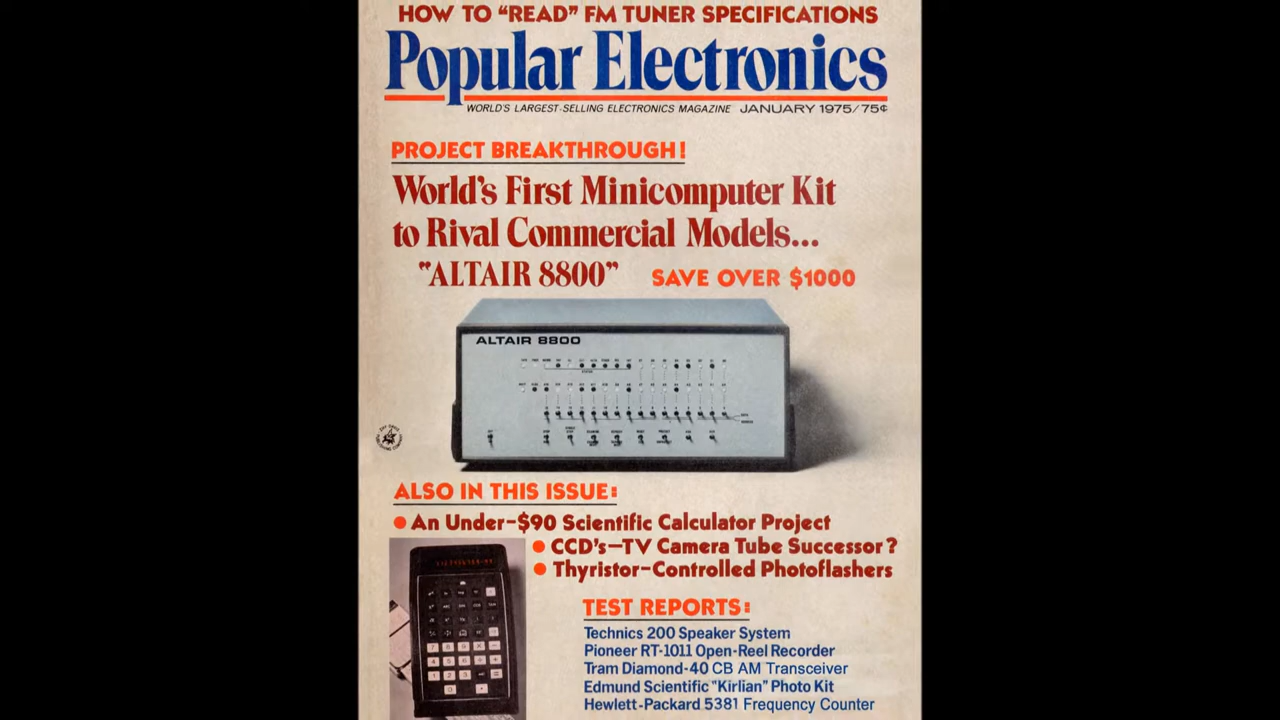 HOW TO “READ” FM TUNER SPECIFICATIONS
Popular Electronics
WORLD'S LARGEST-SELLING ELECTRONICS MAGAZINE JANUARY 1975/75¢
PROJECT BREAKTHROUGH!
World's First Minicomputer Kit
to Rival Commercial Models...
"ALTAIR 8800" SAVE OVER $1000
ALTAIR 8800
ALSO IN THIS ISSUE:
● An Under-$90 Scientific Calculator Project
● CCD's—TV Camera Tube Successor?
● Thyristor-Controlled Photoflashers
TEST REPORTS:
Technics 200 Speaker System
Pioneer RT-1011 Open-Reel Recorder
Tram Diamond-40 CB AM Transceiver
Edmund Scientific "Kirlian" Photo Kit
Hewlett-Packard 5381 Frequency Counter